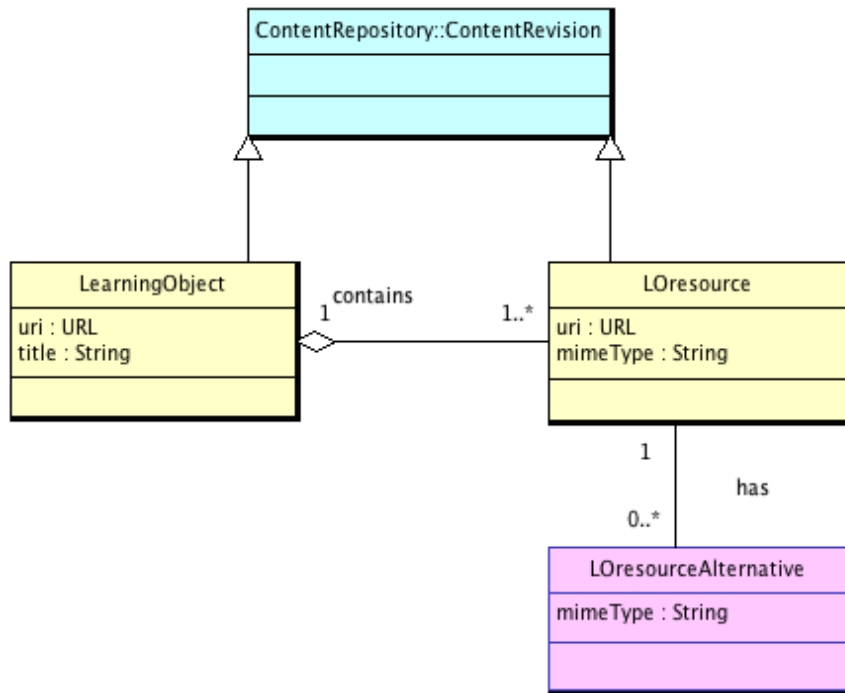 ContentRepository::ContentRevision
LearningObject
uri : URL
title : String
1
contains
1..*
LOresource
uri : URL
mimeType : String
1
has
0..*
LOresourceAlternative
mimeType : String